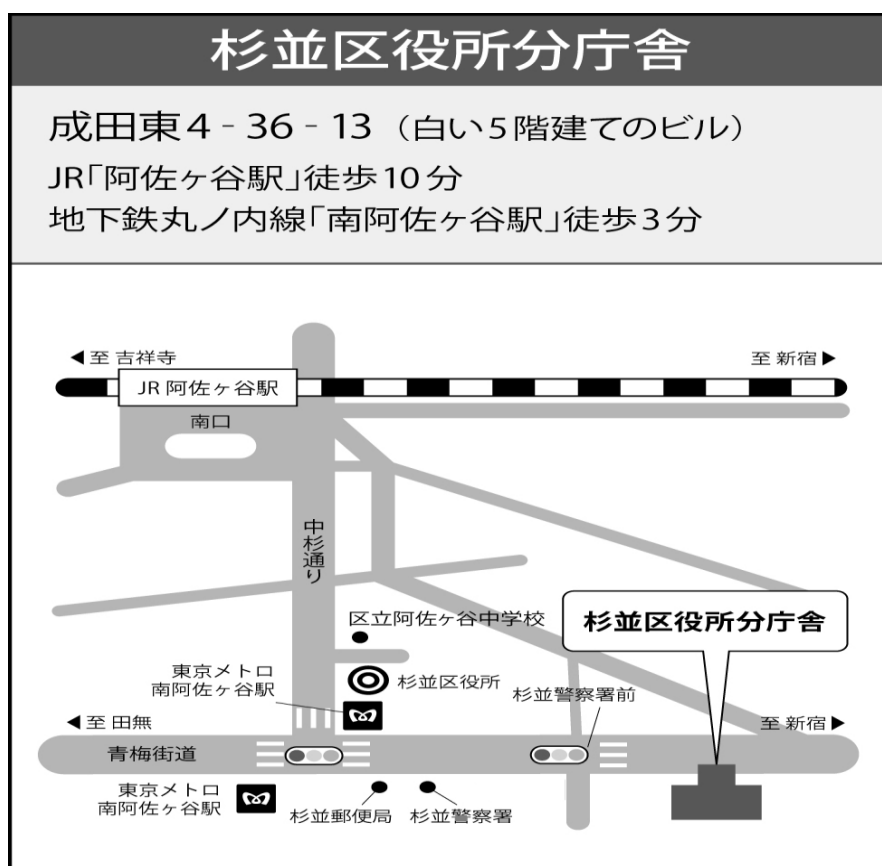 杉並区役所分庁舎
成田東4‐36‐13（白い5階建てのビル）
JR「阿佐ヶ谷駅」徒歩10分
地下鉄丸ノ内線「南阿佐ヶ谷駅」徒歩3分
◀至 吉祥寺
至 新宿▶
JR 阿佐ヶ谷駅
南口
中杉通り
区立阿佐ヶ谷中学校
杉並区役所分庁舎
東京メトロ
南阿佐ヶ谷駅
杉並区役所
杉並警察署前
◀至 田無
至 新宿▶
青梅街道
東京メトロ
南阿佐ヶ谷駅
杉並郵便局
杉並警察署